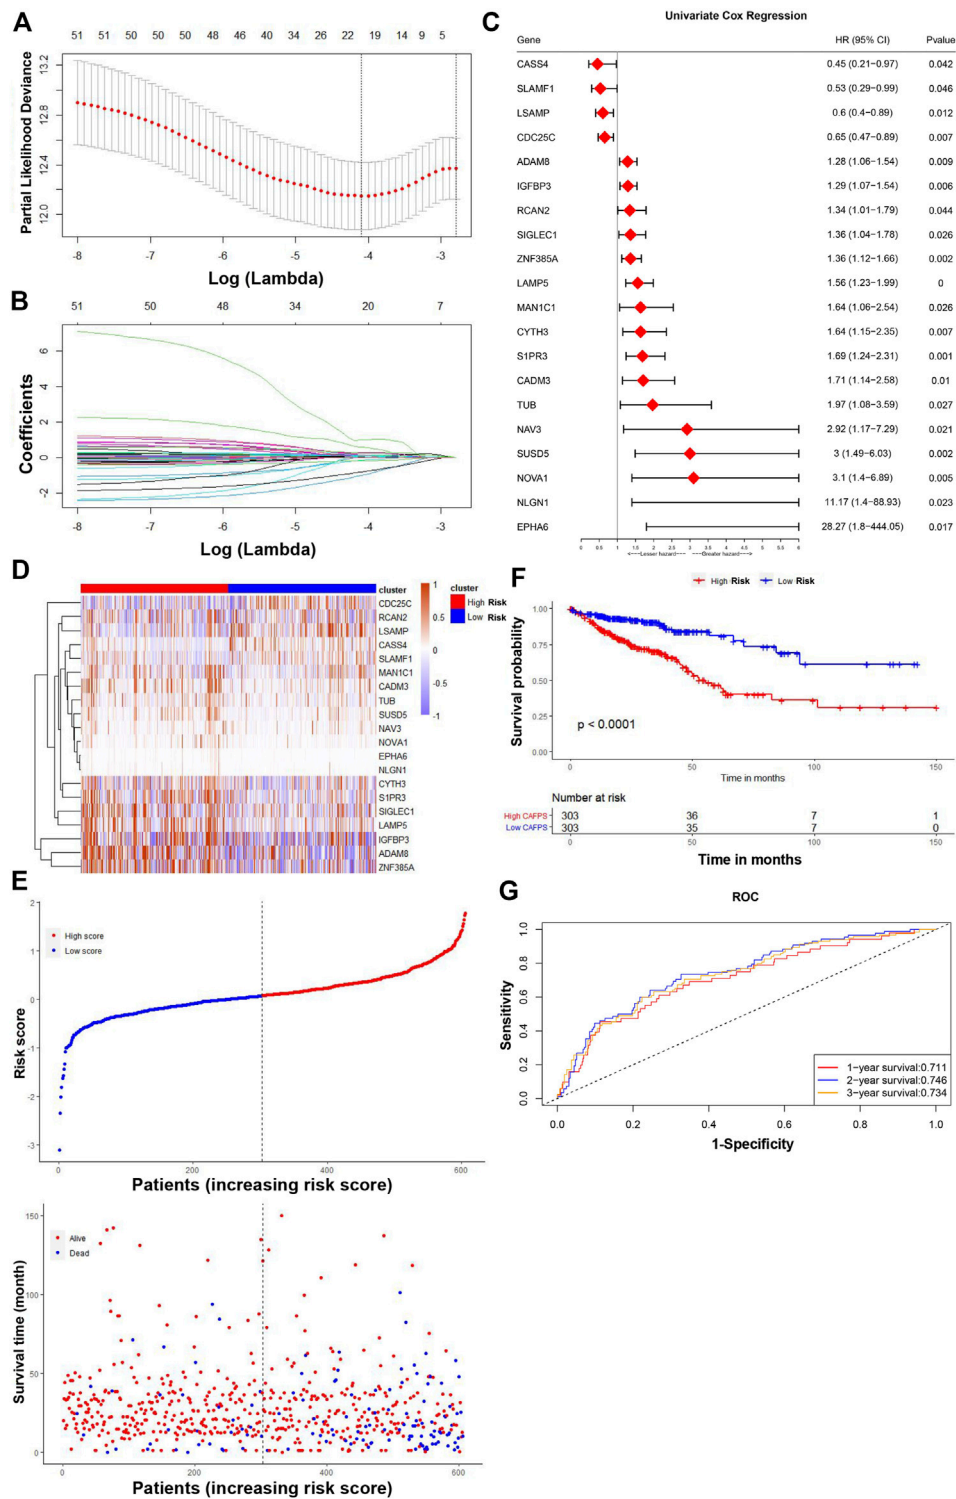 A
51 51 50 50 50 48 46 40 34 26 22 19 14 9 5
Partial Likelihood Deviance
13.2
12.8
12.4
12.0
-8 -7 -6 -5 -4 -3
Log (Lambda)
B
51 50 48 34 20 7
Coefficients
6
4
2
0
-2
-8 -7 -6 -5 -4 -3
Log (Lambda)
C
Univariate Cox Regression
Gene HR (95% CI) Pvalue
CASS4 0.45 (0.21−0.97) 0.042
SLAMF1 0.53 (0.29−0.99) 0.046
LSAMP 0.6 (0.4−0.89) 0.012
CDC25C 0.65 (0.47−0.89) 0.007
ADAM8 1.28 (1.06−1.54) 0.009
IGFBP3 1.29 (1.07−1.54) 0.006
RCAN2 1.34 (1.01−1.79) 0.044
SIGLEC1 1.36 (1.04−1.78) 0.026
ZNF385A 1.36 (1.12−1.66) 0.002
LAMP5 1.56 (1.23−1.99) 0
MAN1C1 1.64 (1.06−2.54) 0.026
CYTH3 1.64 (1.15−2.35) 0.007
S1PR3 1.69 (1.24−2.31) 0.001
CADM3 1.71 (1.14−2.58) 0.01
TUB 1.97 (1.08−3.59) 0.027
NAV3 2.92 (1.17−7.29) 0.021
SUSD5 3 (1.49−6.03) 0.002
NOVA1 3.1 (1.4−6.89) 0.005
NLGN1 11.17 (1.4−88.93) 0.023
EPHA6 28.27 (1.8−444.05) 0.017
0 0.5 1 1.5 2 2.5 3 3.5 4 4.5 5 6
Lesser hazard Greater hazard
D
cluster
CDC25C
RCAN2
LSAMP
CASS4
SLAMF1
MAN1C1
CADM3
TUB
SUSD5
NAV3
NOVA1
EPHA6
NLGN1
CYTH3
S1PR3
SIGLEC1
LAMP5
IGFBP3
ADAM8
ZNF385A
1
0.5
0
-0.5
-1
cluster
High Risk
Low Risk
E
Risk score
2
1
0
-1
-2
-3
High score
Low score
0 200 400 600
Patients (increasing risk score)
Survival time (month)
150
100
50
0
Alive
Dead
0 200 400 600
Patients (increasing risk score)
F
High Risk Low Risk
Survival probability
1.00
0.75
0.50
0.25
0.00
p < 0.0001
0 50 100 150
Time in months
Number at risk
High CAFPS 303 36 7 1
Low CAFPS 303 35 7 0
0 50 100 150
Time in months
G
ROC
Sensitivity
1.0
0.8
0.6
0.4
0.2
0.0
1−year survival:0.711
2−year survival:0.746
3−year survival:0.734
0.0 0.2 0.4 0.6 0.8 1.0
1-Specificity